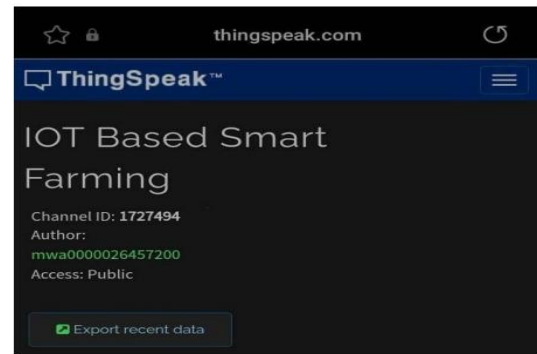 thingspeak.com
ThingSpeak™
IOT Based Smart
Farming
Channel ID: 1727494
Author:
mwa0000026457200
Access: Public
Export recent data